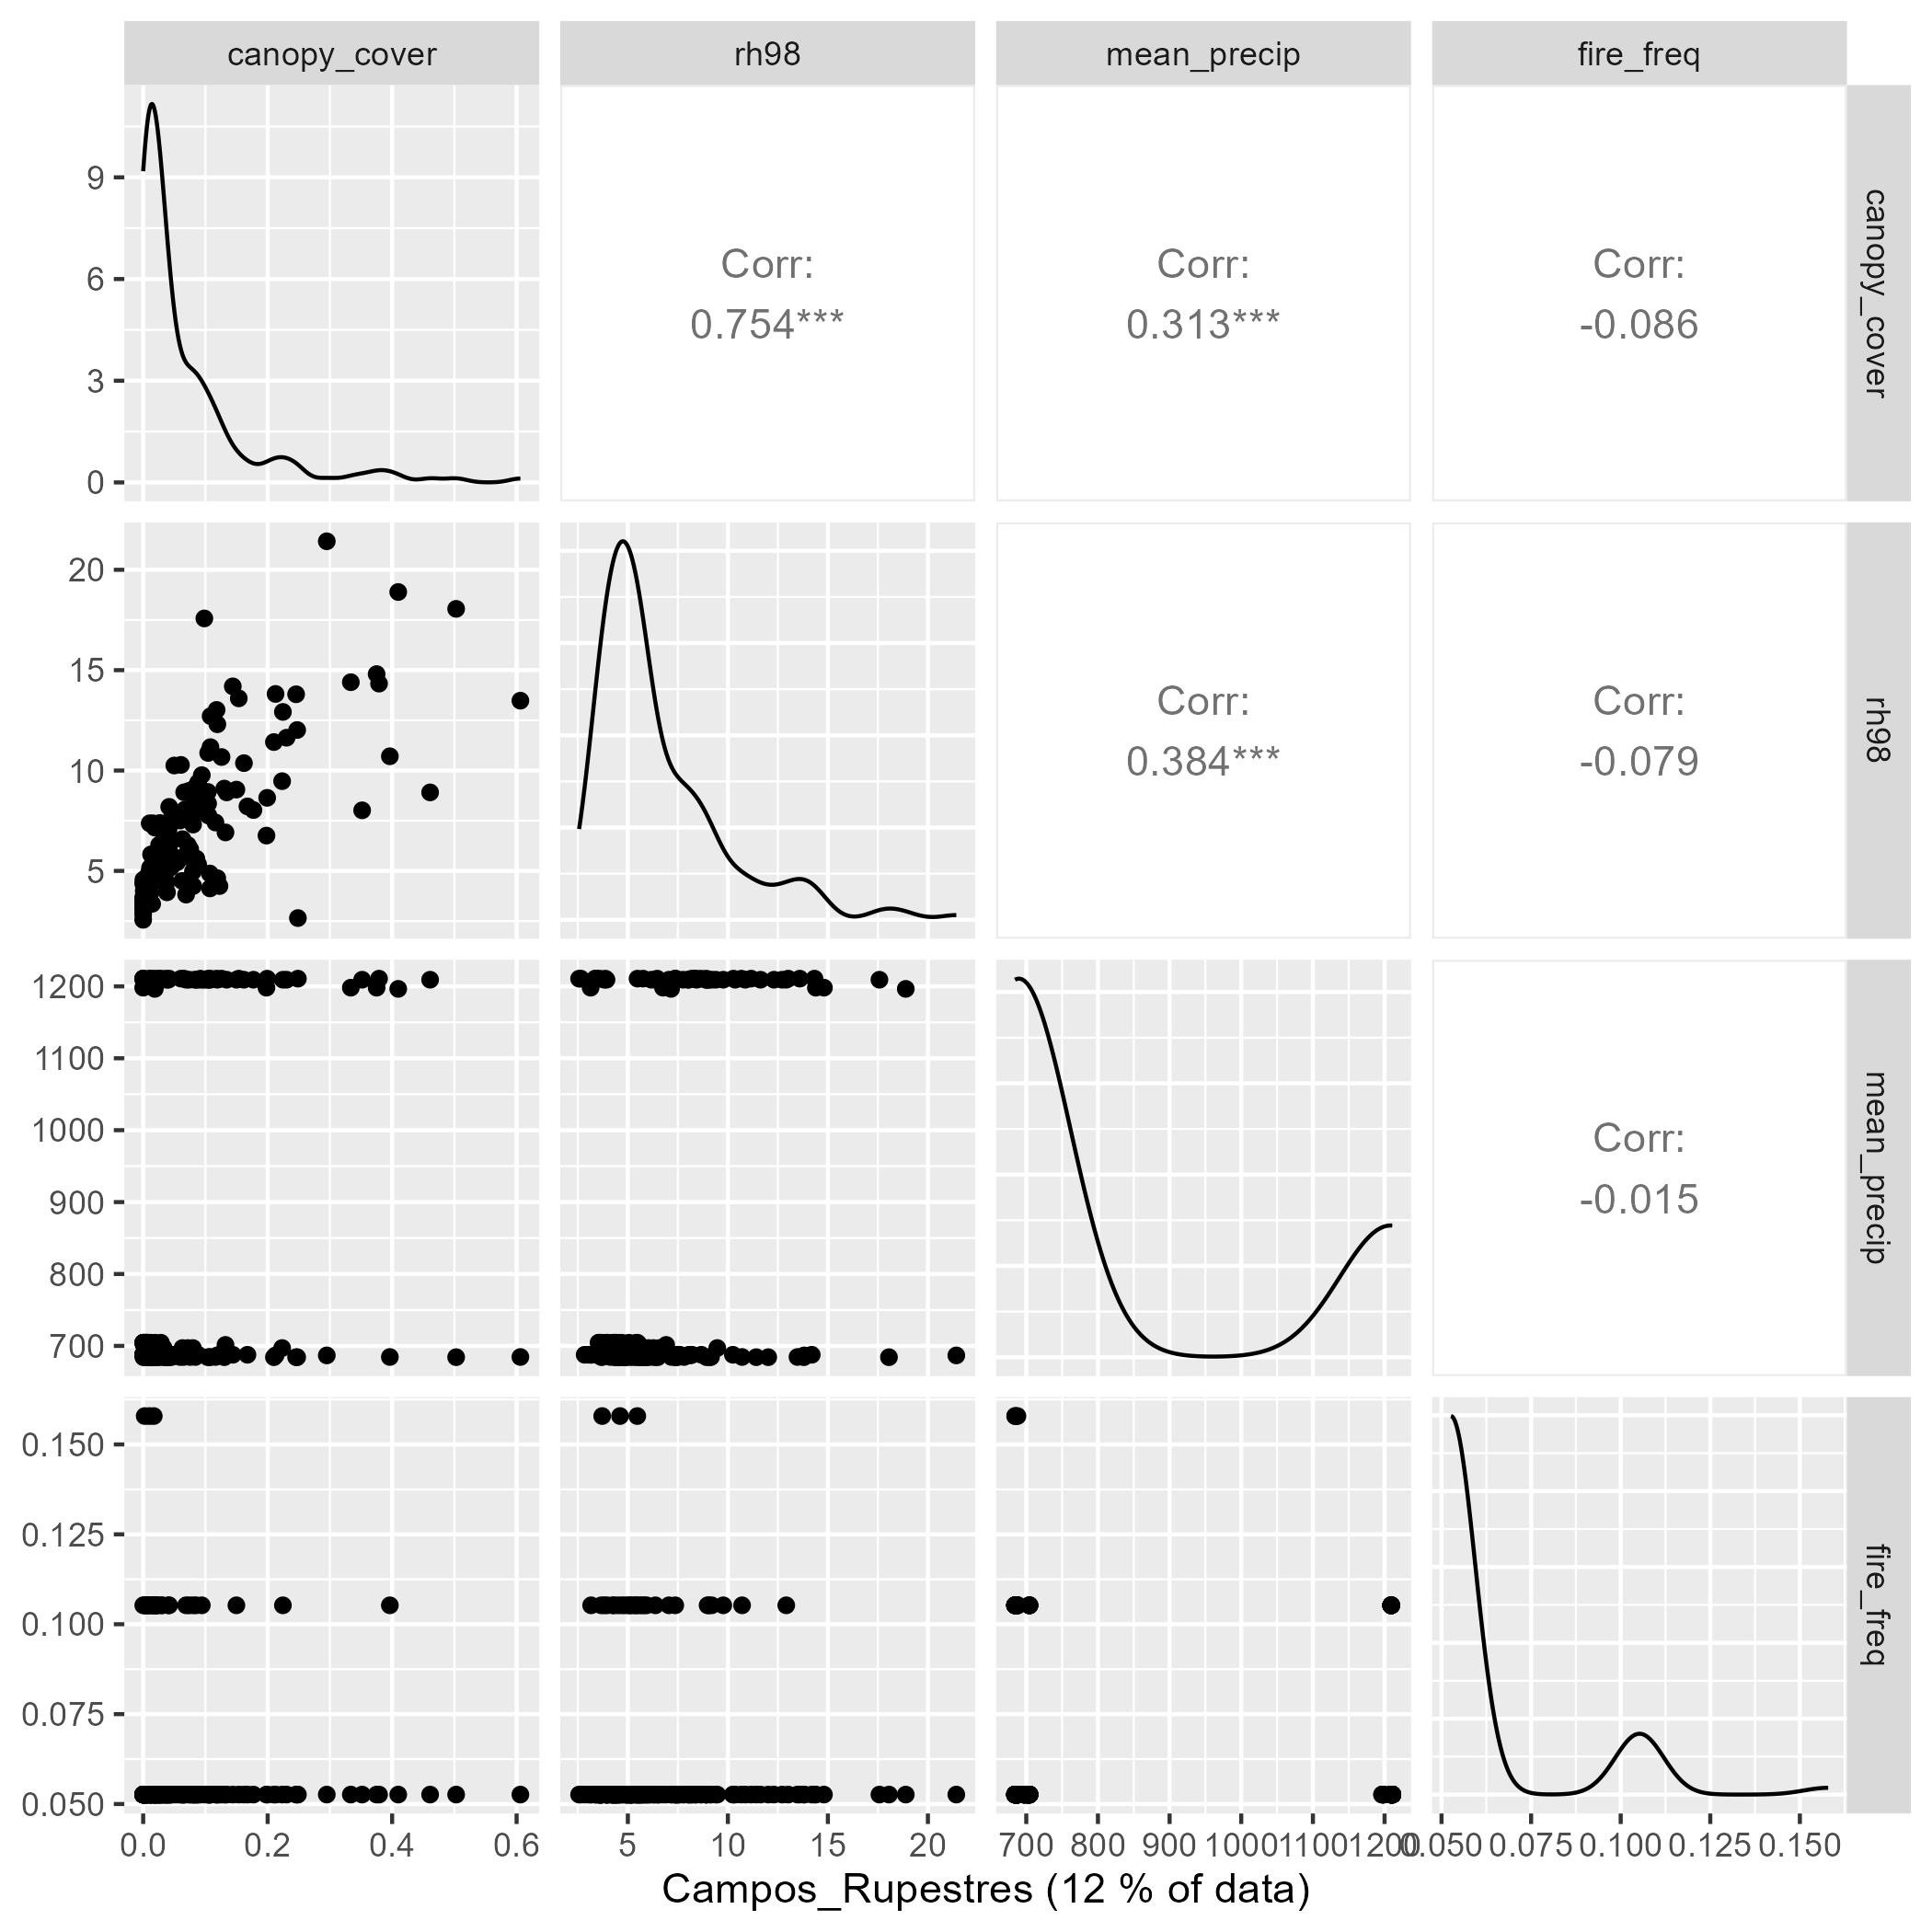 canopy_cover rh98 mean_precip fire_freq
9
6
3
0
Corr:
0.754***
Corr:
0.313***
Corr:
-0.086
canopy_cover
20
15
10
5
Corr:
0.384***
Corr:
-0.079
rh98
1200
1100
1000
900
800
700
Corr:
-0.015
mean_precip
0.150
0.125
0.100
0.075
0.050
fire_freq
0.0 0.2 0.4 0.6
5 10 15 20
700 800 900 1000 1100 1200
0.050 0.075 0.100 0.125 0.150
Campos_Rupestres (12 % of data)